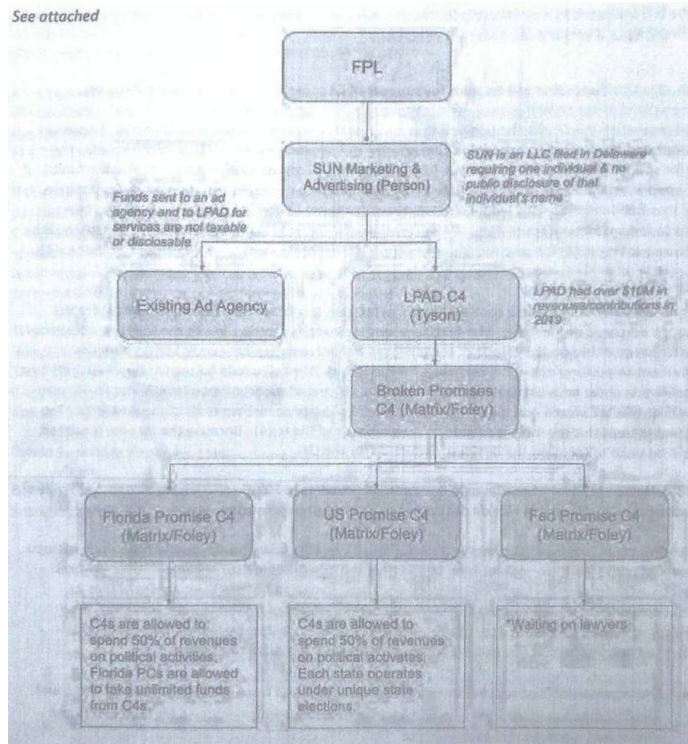 See attached
FPL
SUN Marketing &
Advertising (Person)
SUN is an LLC filed in Delaware
requiring one individual & no
public disclosure of that
individual's name
Funds sent to an ad
agency and to LPAD for
services are not taxable
or disclosable
Existing Ad Agency
LPAD C4
(Tyson)
LPAD had over $10M in
revenues/contributions in
2019
Broken Promises
C4 (Matrix/Foley)
Florida Promise C4
(Matrix/Foley)
US Promise C4
(Matrix/Foley)
Fed Promise C4
(Matrix/Foley)
C4s are allowed to
spend 50% of revenues
on political activities.
Florida PCs are allowed
to take unlimited funds
from C4s.
C4s are allowed to
spend 50% of revenues
on political activates.
Each state operates
under unique state
elections.
*Waiting on lawyers